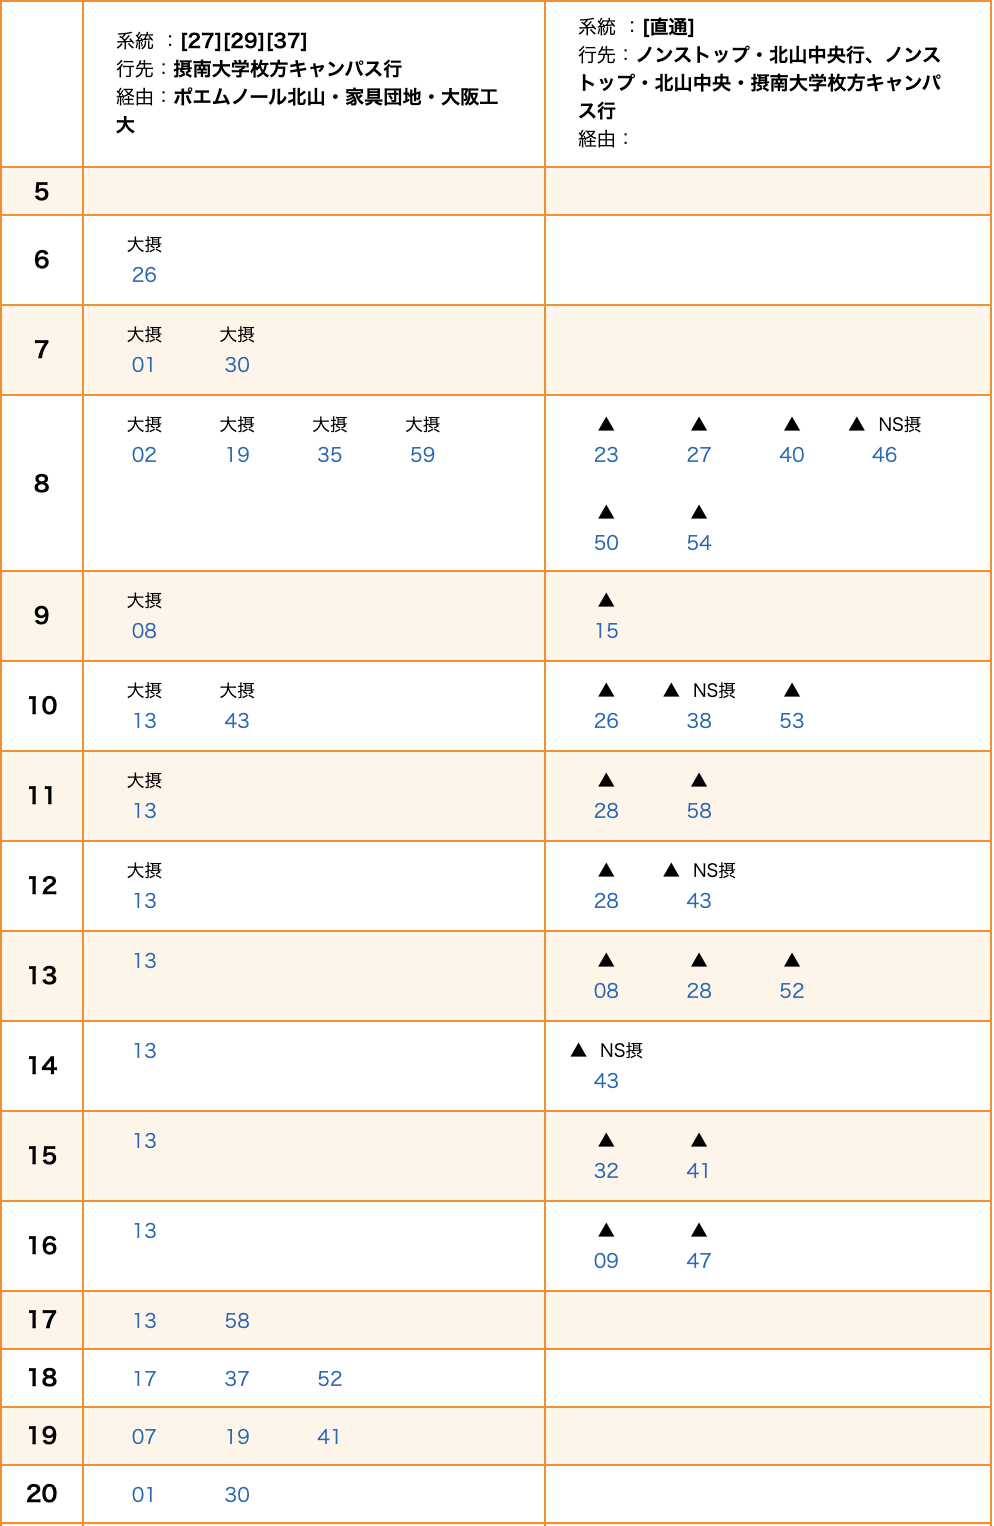 系統 ：[27][29][37]
行先：摂南大学枚方キャンパス行
経由：ポエムノール北山・家具団地・大阪工
大
系統 ：[直通]
行先：ノンストップ・北山中央行、ノンス
トップ・北山中央・摂南大学枚方キャンパ
ス行
経由：
5
6
大摂
26
7
大摂 大摂
01 30
8
大摂 大摂 大摂 大摂
02 19 35 59
▲ ▲ ▲ ▲ NS摂
23 27 40 46
▲ ▲
50 54
9
大摂
08
▲
15
10
大摂 大摂
13 43
▲ ▲ NS摂 ▲
26 38 53
11
大摂
13
▲ ▲
28 58
12
大摂
13
▲ ▲ NS摂
28 43
13
13
▲ ▲ ▲
08 28 52
14
13
▲ NS摂
43
15
13
▲ ▲
32 41
16
13
▲ ▲
09 47
17
13 58
18
17 37 52
19
07 19 41
20
01 30